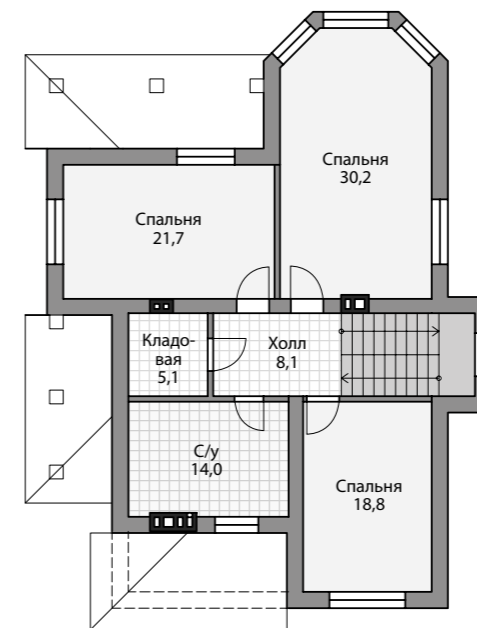 Спальня
30,2
Спальня
21,7
Кладо-
вая
5,1
Холл
8,1
С/у
14,0
Спальня
18,8